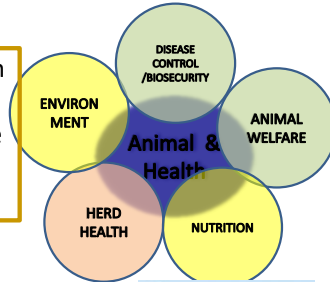 DISEASE
CONTROL
/BIOSECURITY
ENVIRON
MENT
ANIMAL
WELFARE
Animal &
Health
HERD
HEALTH
NUTRITION